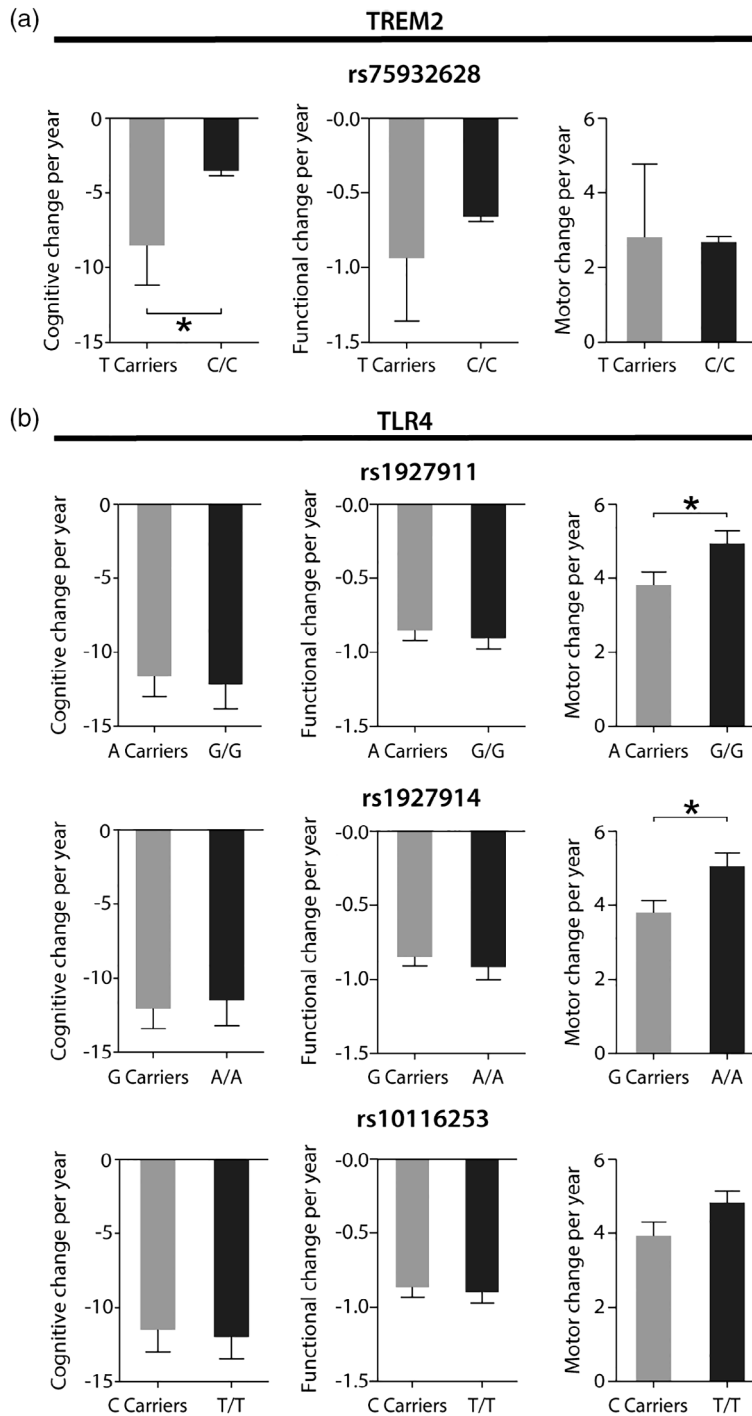 (a)
TREM2
rs75932628
Cognitive change per year
0
-5
-10
-15
*
T Carriers C/C
Functional change per year
-0.0
-0.5
-1.0
-1.5
T Carriers C/C
Motor change per year
6
4
2
0
T Carriers C/C
(b)
TLR4
rs1927911
Cognitive change per year
0
-5
-10
-15
A Carriers G/G
Functional change per year
-0.0
-0.5
-1.0
-1.5
A Carriers G/G
Motor change per year
6
4
2
0
*
A Carriers G/G
rs1927914
Cognitive change per year
0
-5
-10
-15
G Carriers A/A
Functional change per year
-0.0
-0.5
-1.0
-1.5
G Carriers A/A
Motor change per year
6
4
2
0
*
G Carriers A/A
rs10116253
Cognitive change per year
0
-5
-10
-15
C Carriers T/T
Functional change per year
-0.0
-0.5
-1.0
-1.5
C Carriers T/T
Motor change per year
6
4
2
0
C Carriers T/T